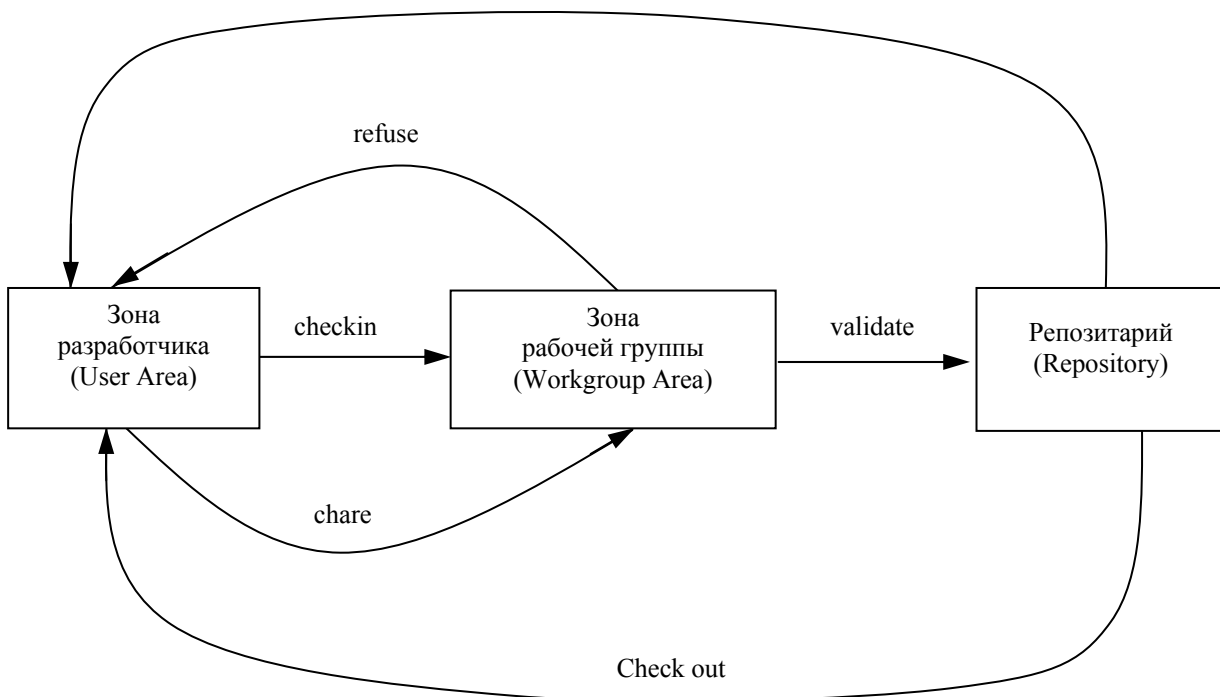 refuse
Зона
разработчика
(User Area)
checkin
Зона
рабочей группы
(Workgroup Area)
validate
Репозитарий
(Repository)
chare
Check out